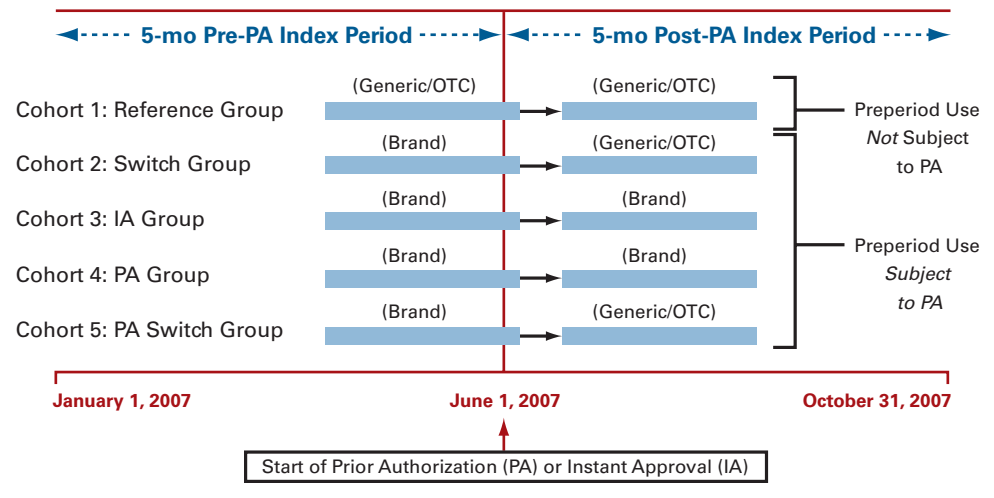 5-mo Pre-PA Index Period
5-mo Post-PA Index Period
(Generic/OTC)
(Generic/OTC)
Cohort 1: Reference Group
(Brand)
(Generic/OTC)
Cohort 2: Switch Group
(Brand)
(Brand)
Cohort 3: IA Group
(Brand)
(Brand)
Cohort 4: PA Group
(Brand)
(Generic/OTC)
Cohort 5: PA Switch Group
Preperiod Use
Not Subject
to PA
Preperiod Use
Subject
to PA
January 1, 2007
June 1, 2007
October 31, 2007
Start of Prior Authorization (PA) or Instant Approval (IA)